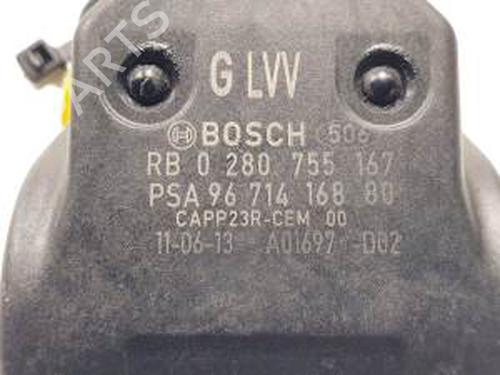 G LW
BOSCH 506
RB 0 280 755 167
PSA 96 714 168 80
CAPP23R-CEM 00
11-06-13 A01697 D02